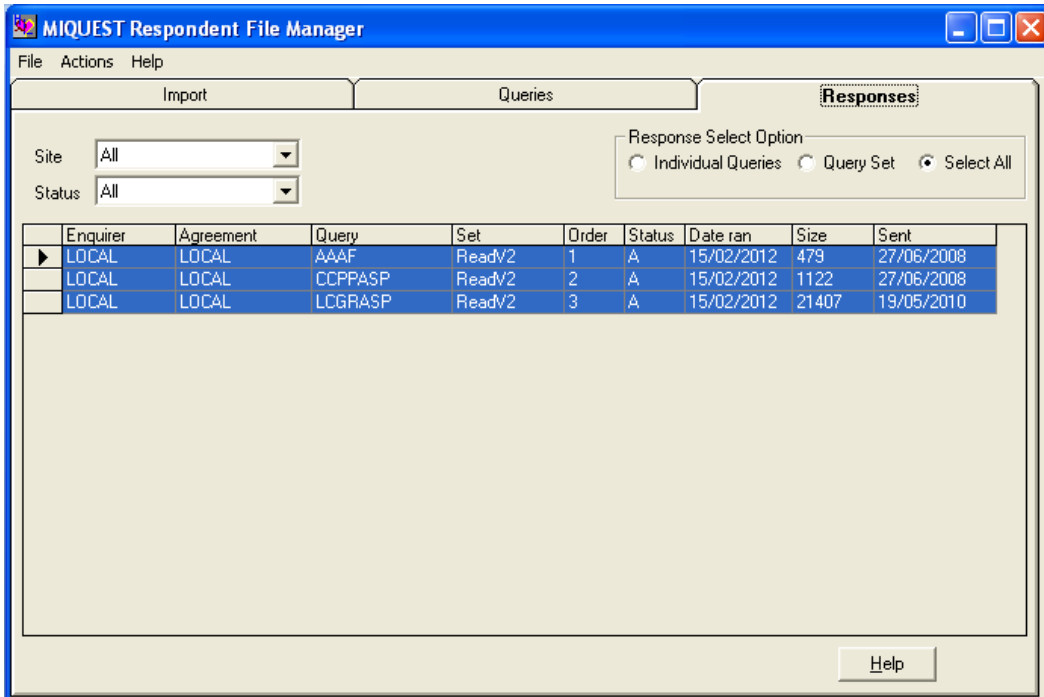 MIQUEST Respondent File Manager
File Actions Help
Import Queries Responses
Response Select Option
Site All
Individual Queries Query Set Select All
Status All
Enquirer Agreement Query Set Order Status Date ran Size Sent
LOCAL LOCAL AAAF ReadV2 1 A 15/02/2012 479 27/06/2008
LOCAL LOCAL CCPPASP ReadV2 2 A 15/02/2012 1122 27/06/2008
LOCAL LOCAL LCGRASP ReadV2 3 A 15/02/2012 21407 19/05/2010
Help